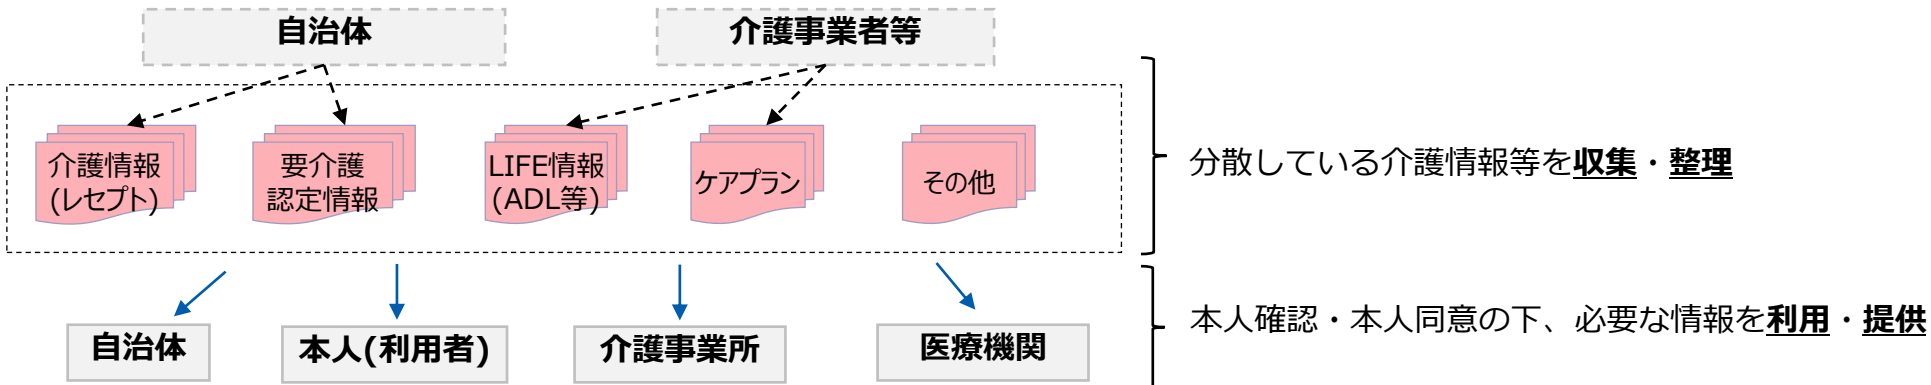 自治体
介護事業者等
介護情報
(レセプト)
要介護
認定情報
LIFE情報
(ADL等)
ケアプラン
その他
分散している介護情報等を収集・整理
自治体
本人(利用者)
介護事業所
医療機関
本人確認・本人同意の下、必要な情報を利用・提供